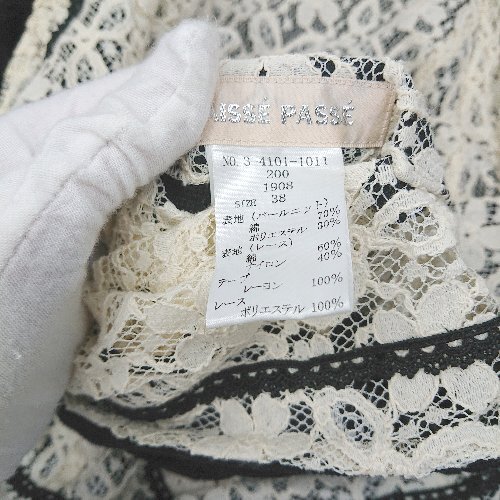 LISSE PASSÉ
NO. 3-4101-1011
200
1908
SIZE 38
表地 (パールニット)
綿 70%
ポリエステル 30%
表地 (レース)
綿 60%
ナイロン 40%
テープ
レーヨン 100%
レース
ポリエステル 100%